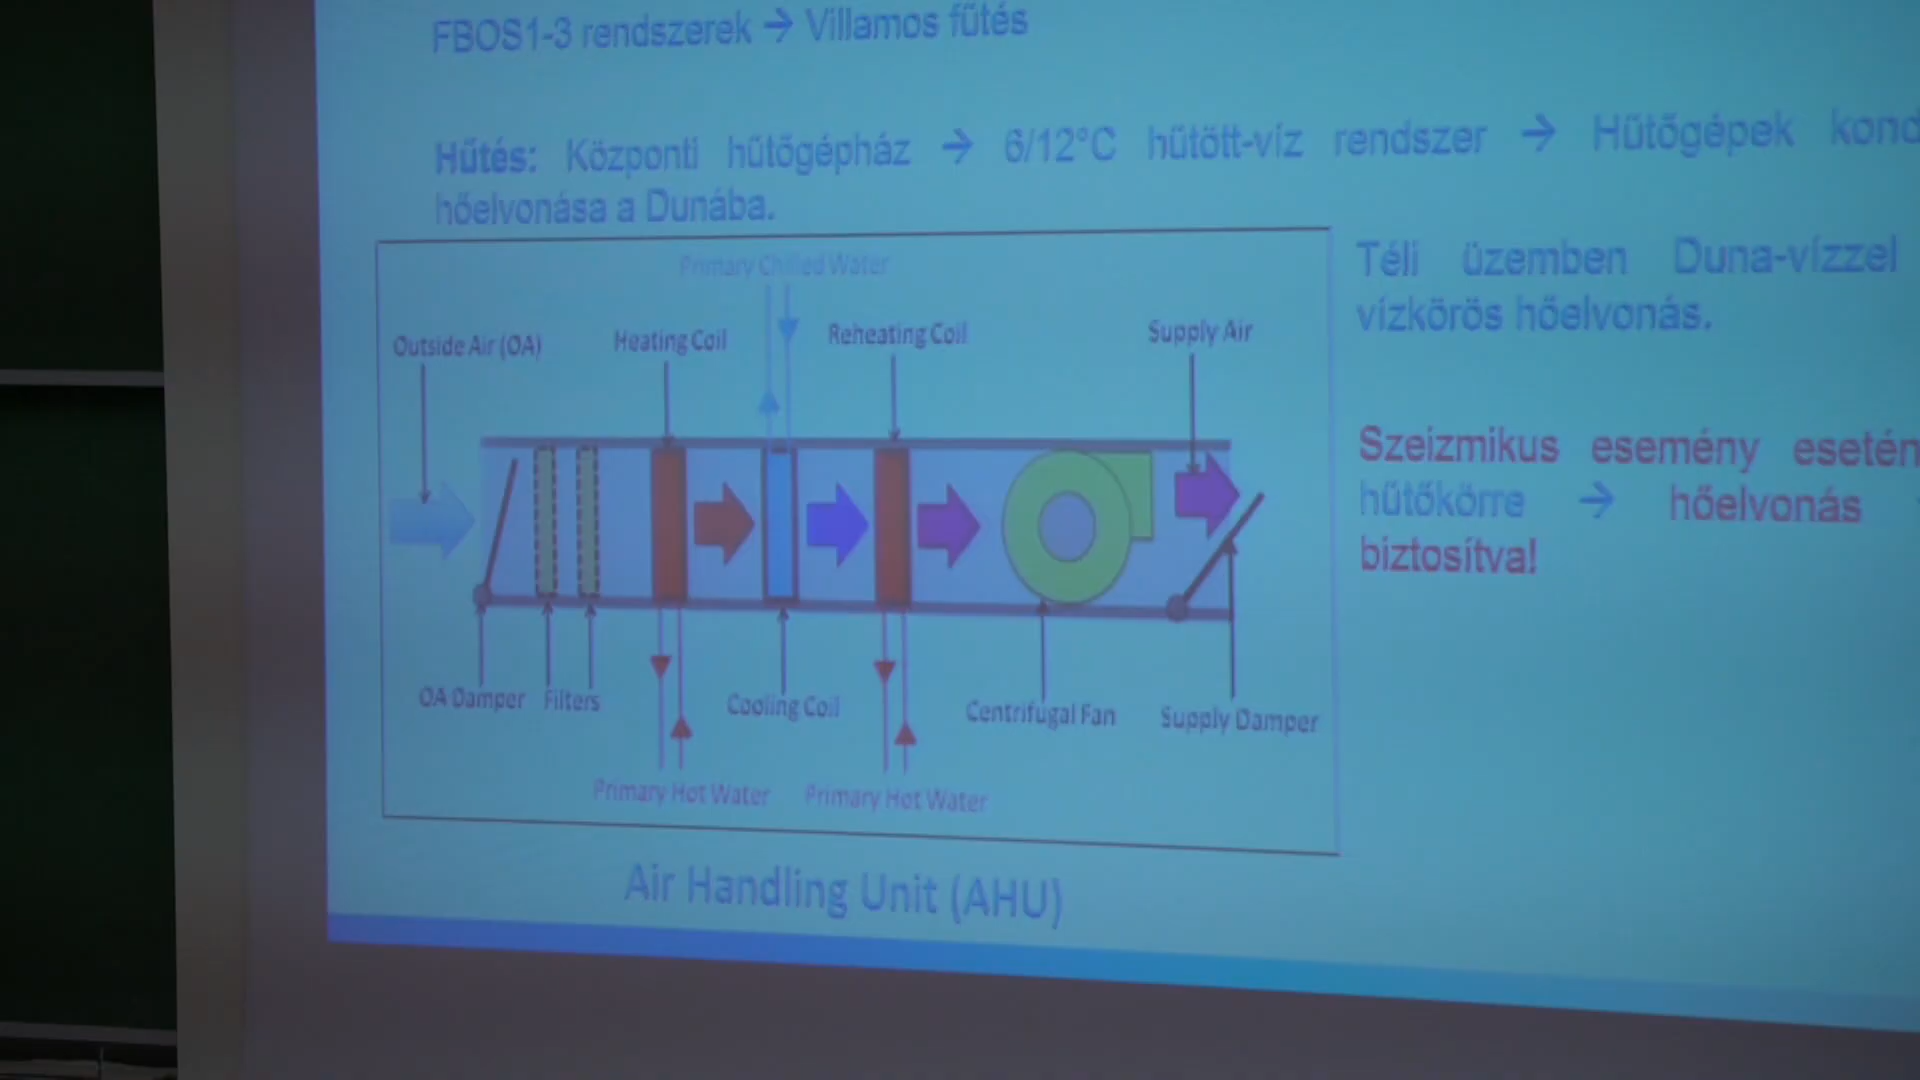 FBOS1-3 rendszerek → Villamos fűtés
Hűtés: Központi hűtőgépház → 6/12°C hűtött-víz rendszer → Hűtőgépek kond
hőelvonása a Dunába.
Téli üzemben Duna-vízzel
vízkörös hőelvonás.
Szeizmikus esemény esetén
hűtőkörre → hőelvonás
biztosítva!
Primary Chilled Water
Outside Air (OA)
Heating Coil
Reheating Coil
Supply Air
OA Damper
Filters
Cooling Coil
Centrifugal Fan
Supply Damper
Primary Hot Water
Primary Hot Water
Air Handling Unit (AHU)